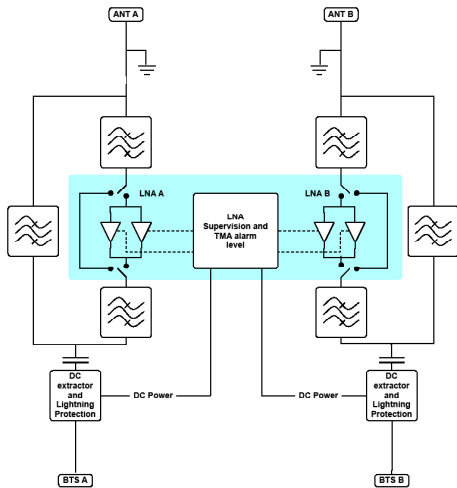 ANT A
ANT B
LNA A
LNA
Supervision and
TMA alarm
level
LNA B
DC
extractor
and
Lightning
Protection
DC Power
DC Power
DC
extractor
and
Lightning
Protection
BTS A
BTS B